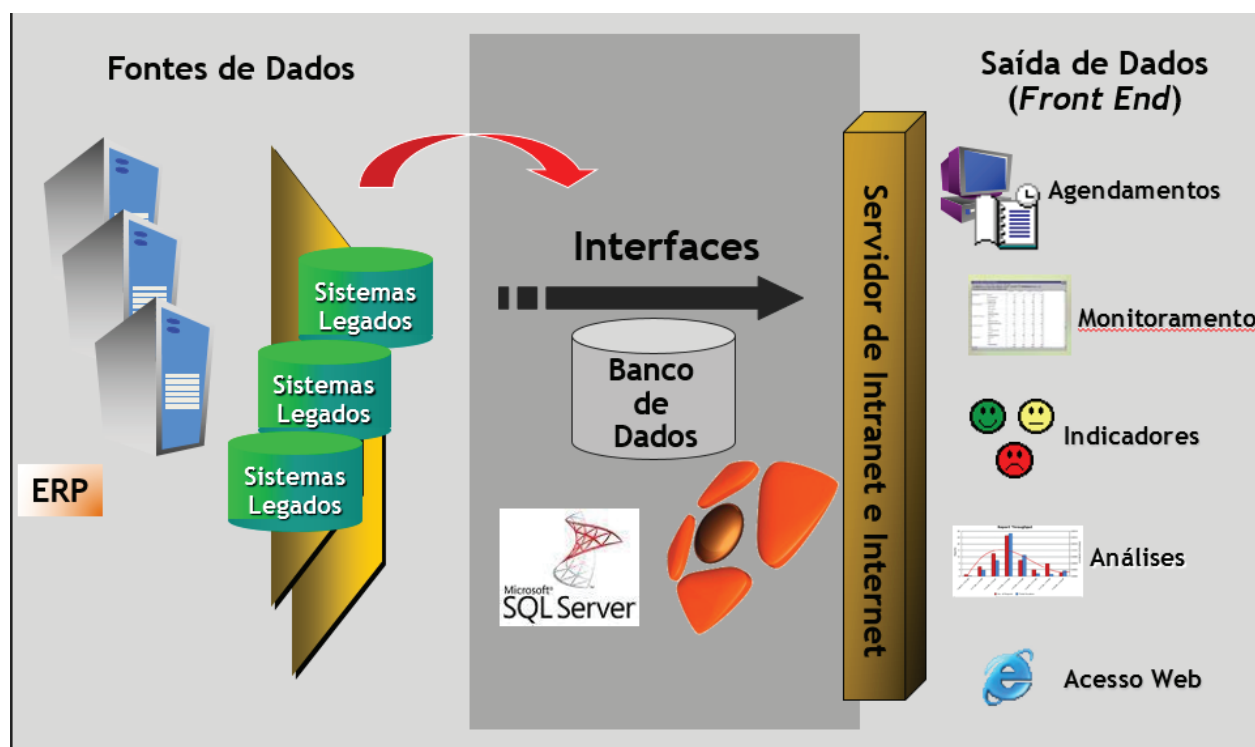 Fontes de Dados
Saída de Dados
(Front End)
Agendamentos
Interfaces
Sistemas
Legados
Monitoramento
Sistemas
Legados
Banco
de
Dados
Servidor de Intranet e Internet
Indicadores
Sistemas
Legados
ERP
Microsoft®
SQL Server
Análises
Acesso Web